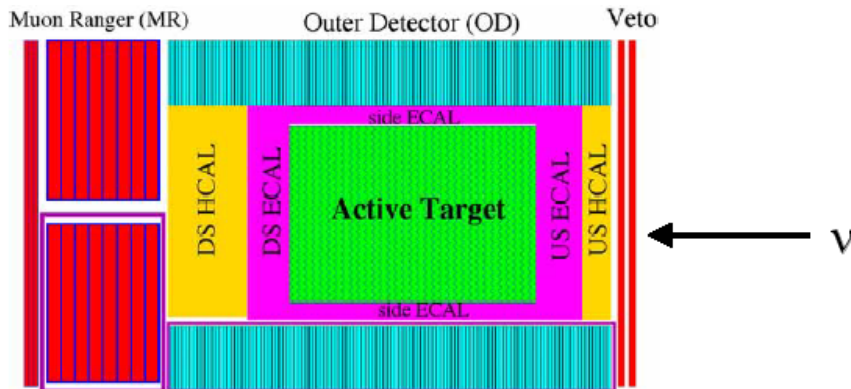 Muon Ranger (MR)
Outer Detector (OD)
Veto
side ECAL
DS HCAL
DS ECAL
Active Target
US ECAL
US HCAL
ν
side ECAL